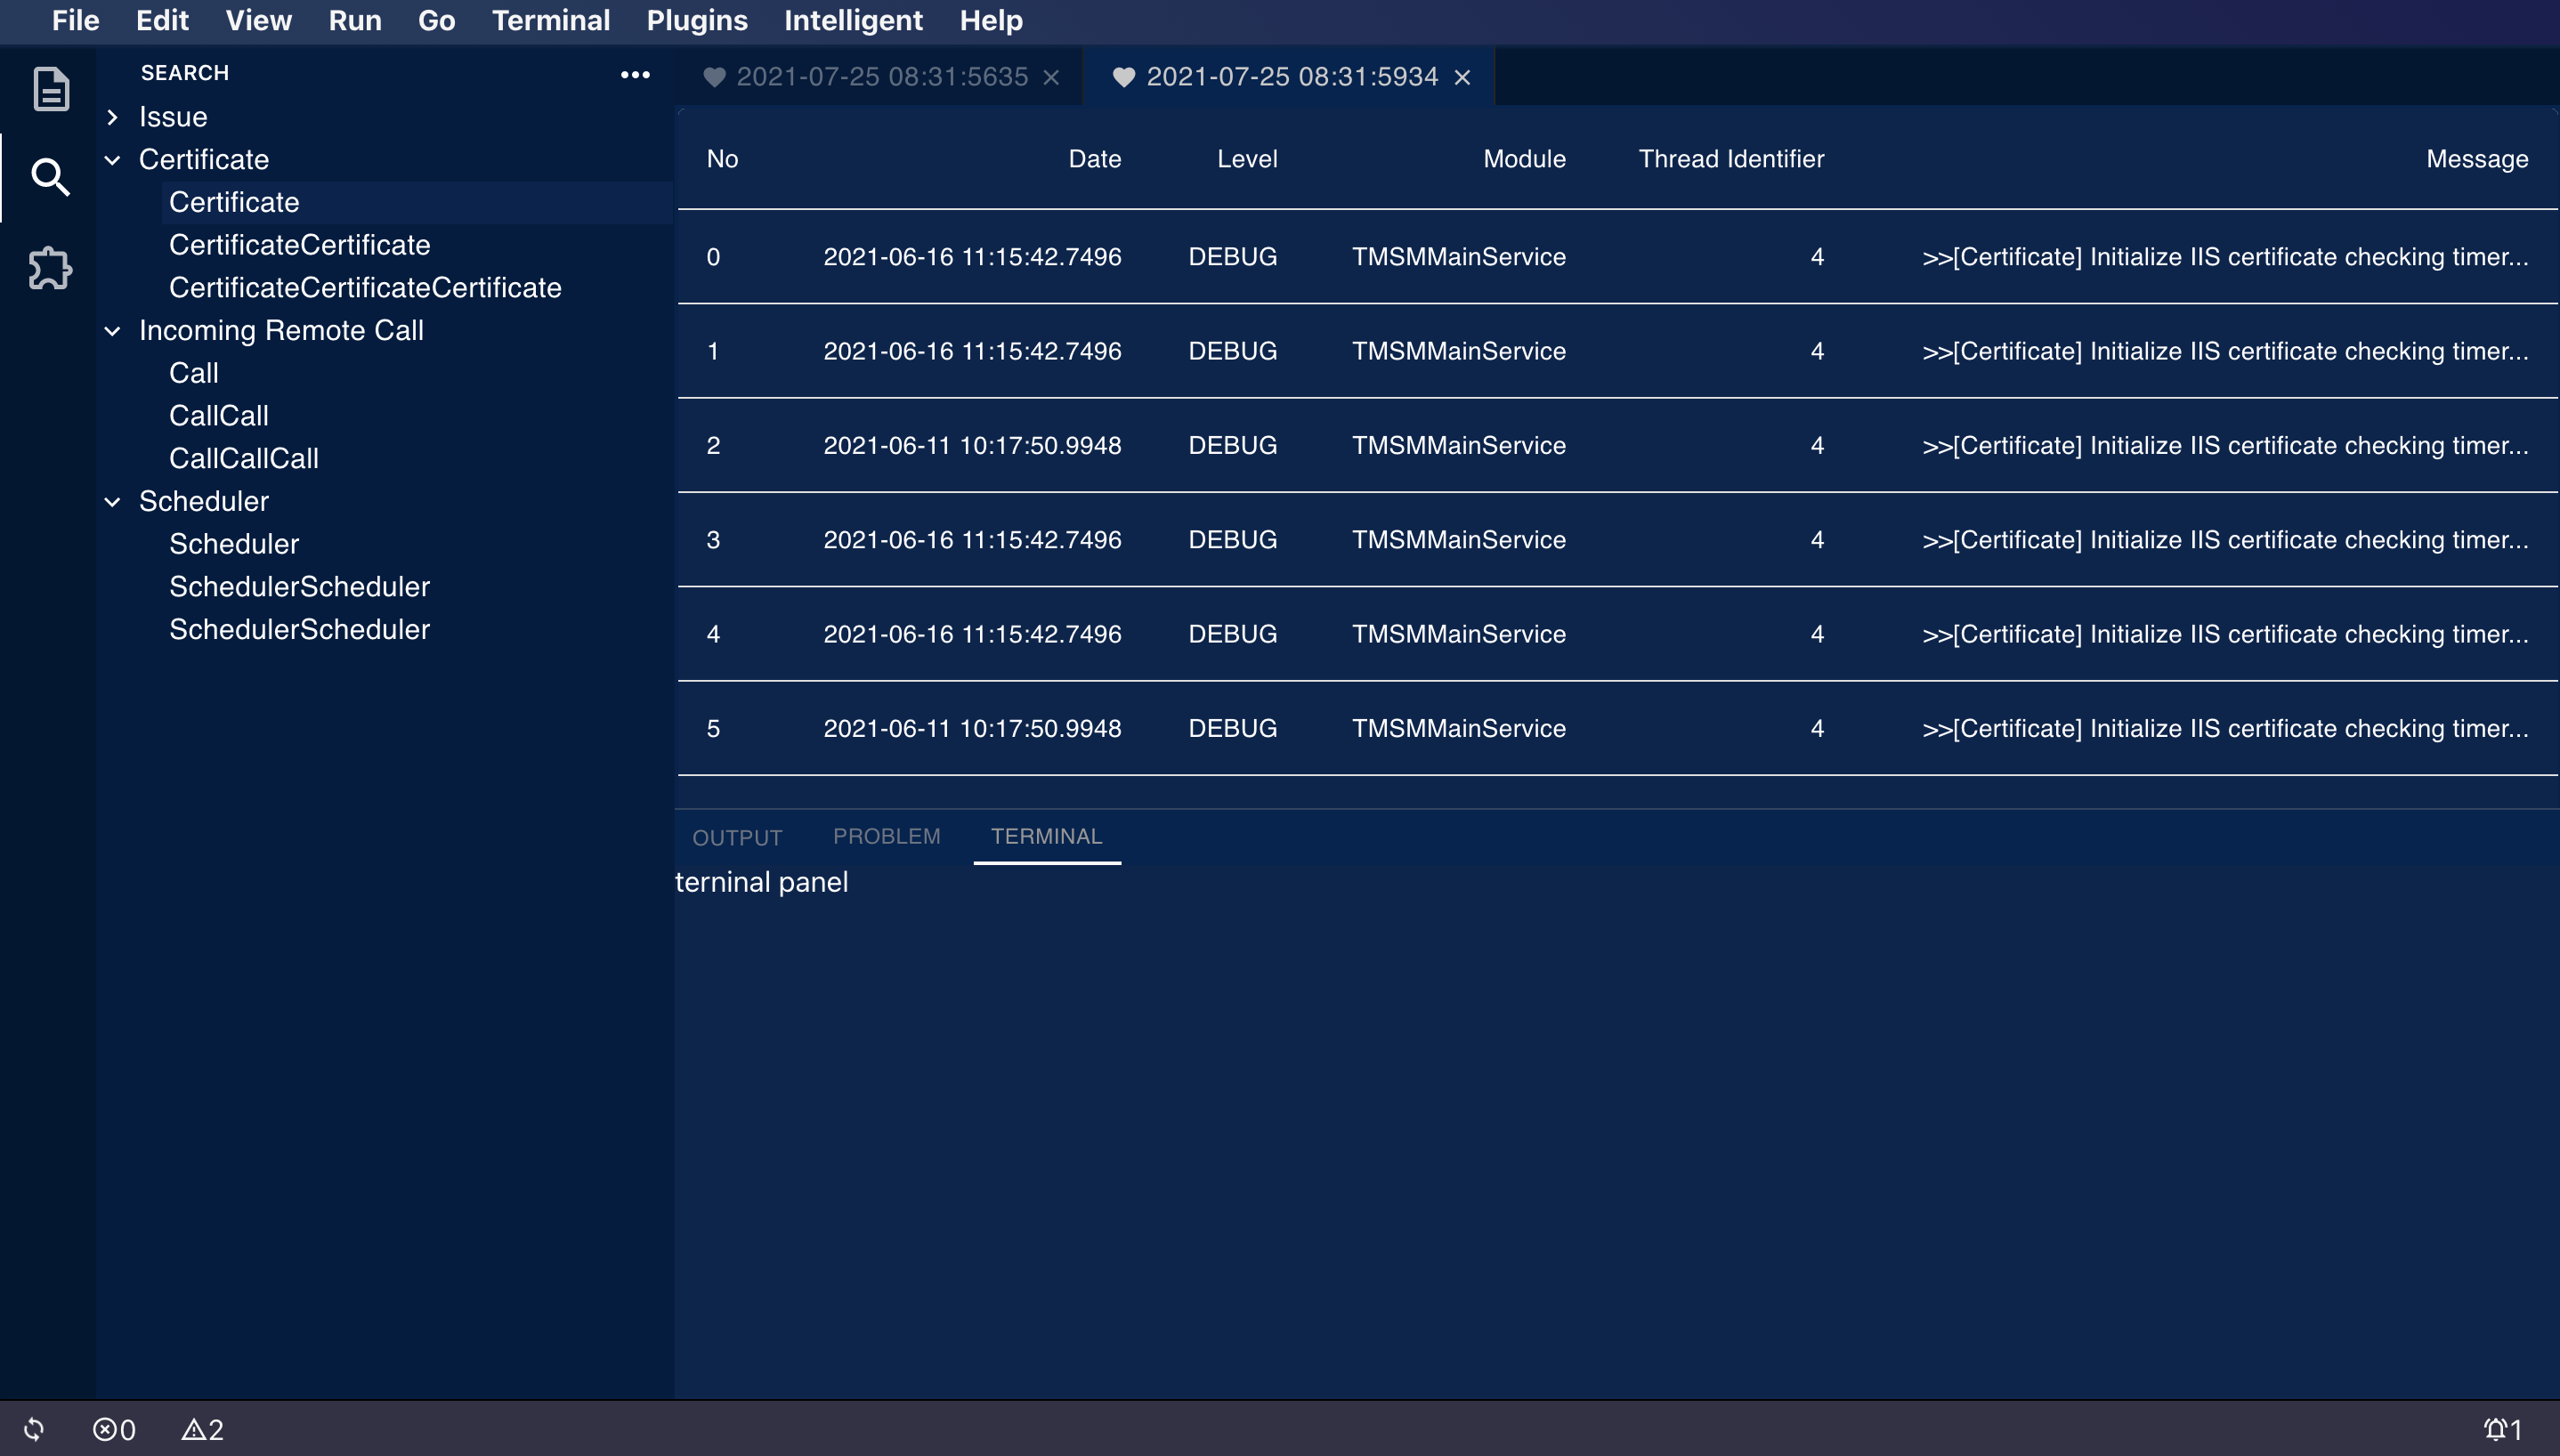 File Edit View Run Go Terminal Plugins Intelligent Help
SEARCH
Issue
Certificate
Certificate
CertificateCertificate
CertificateCertificateCertificate
Incoming Remote Call
Call
CallCall
CallCallCall
Scheduler
Scheduler
SchedulerScheduler
SchedulerScheduler
2021-07-25 08:31:5635 2021-07-25 08:31:5934
No Date Level Module Thread Identifier Message
0 2021-06-16 11:15:42.7496 DEBUG TMSMMainService 4 >>[Certificate] Initialize IIS certificate checking timer...
1 2021-06-16 11:15:42.7496 DEBUG TMSMMainService 4 >>[Certificate] Initialize IIS certificate checking timer...
2 2021-06-11 10:17:50.9948 DEBUG TMSMMainService 4 >>[Certificate] Initialize IIS certificate checking timer...
3 2021-06-16 11:15:42.7496 DEBUG TMSMMainService 4 >>[Certificate] Initialize IIS certificate checking timer...
4 2021-06-16 11:15:42.7496 DEBUG TMSMMainService 4 >>[Certificate] Initialize IIS certificate checking timer...
5 2021-06-11 10:17:50.9948 DEBUG TMSMMainService 4 >>[Certificate] Initialize IIS certificate checking timer...
OUTPUT PROBLEM TERMINAL
terninal panel
0 2 1